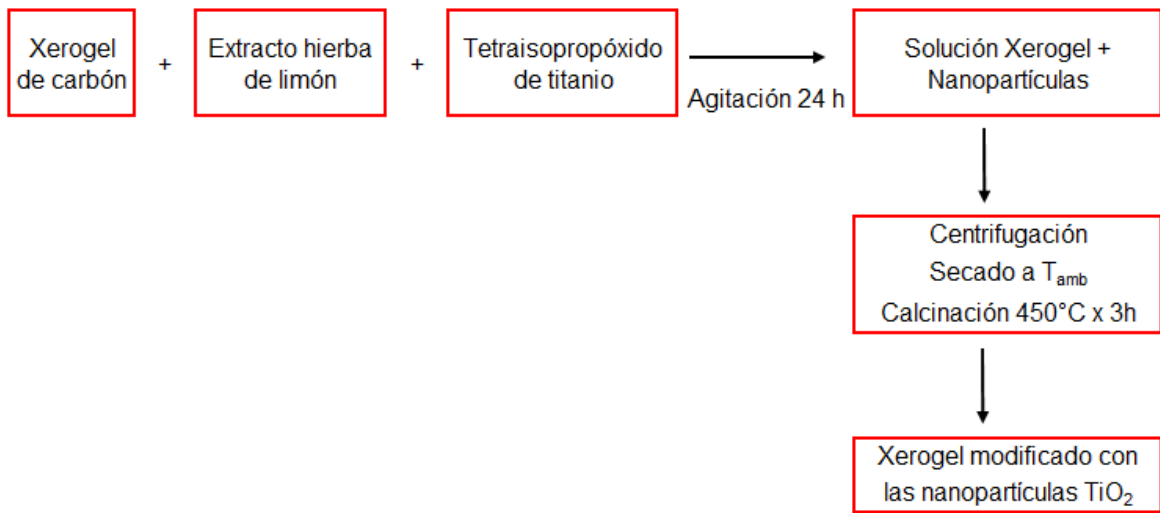 Xerogel
de carbón
+
Extracto hierba
de limón
+
Tetraisopropóxido
de titanio
Agitación 24 h
Solución Xerogel +
Nanopartículas
Centrifugación
Secado a Tamb
Calcinación 450°C x 3h
Xerogel modificado con
las nanopartículas TiO2